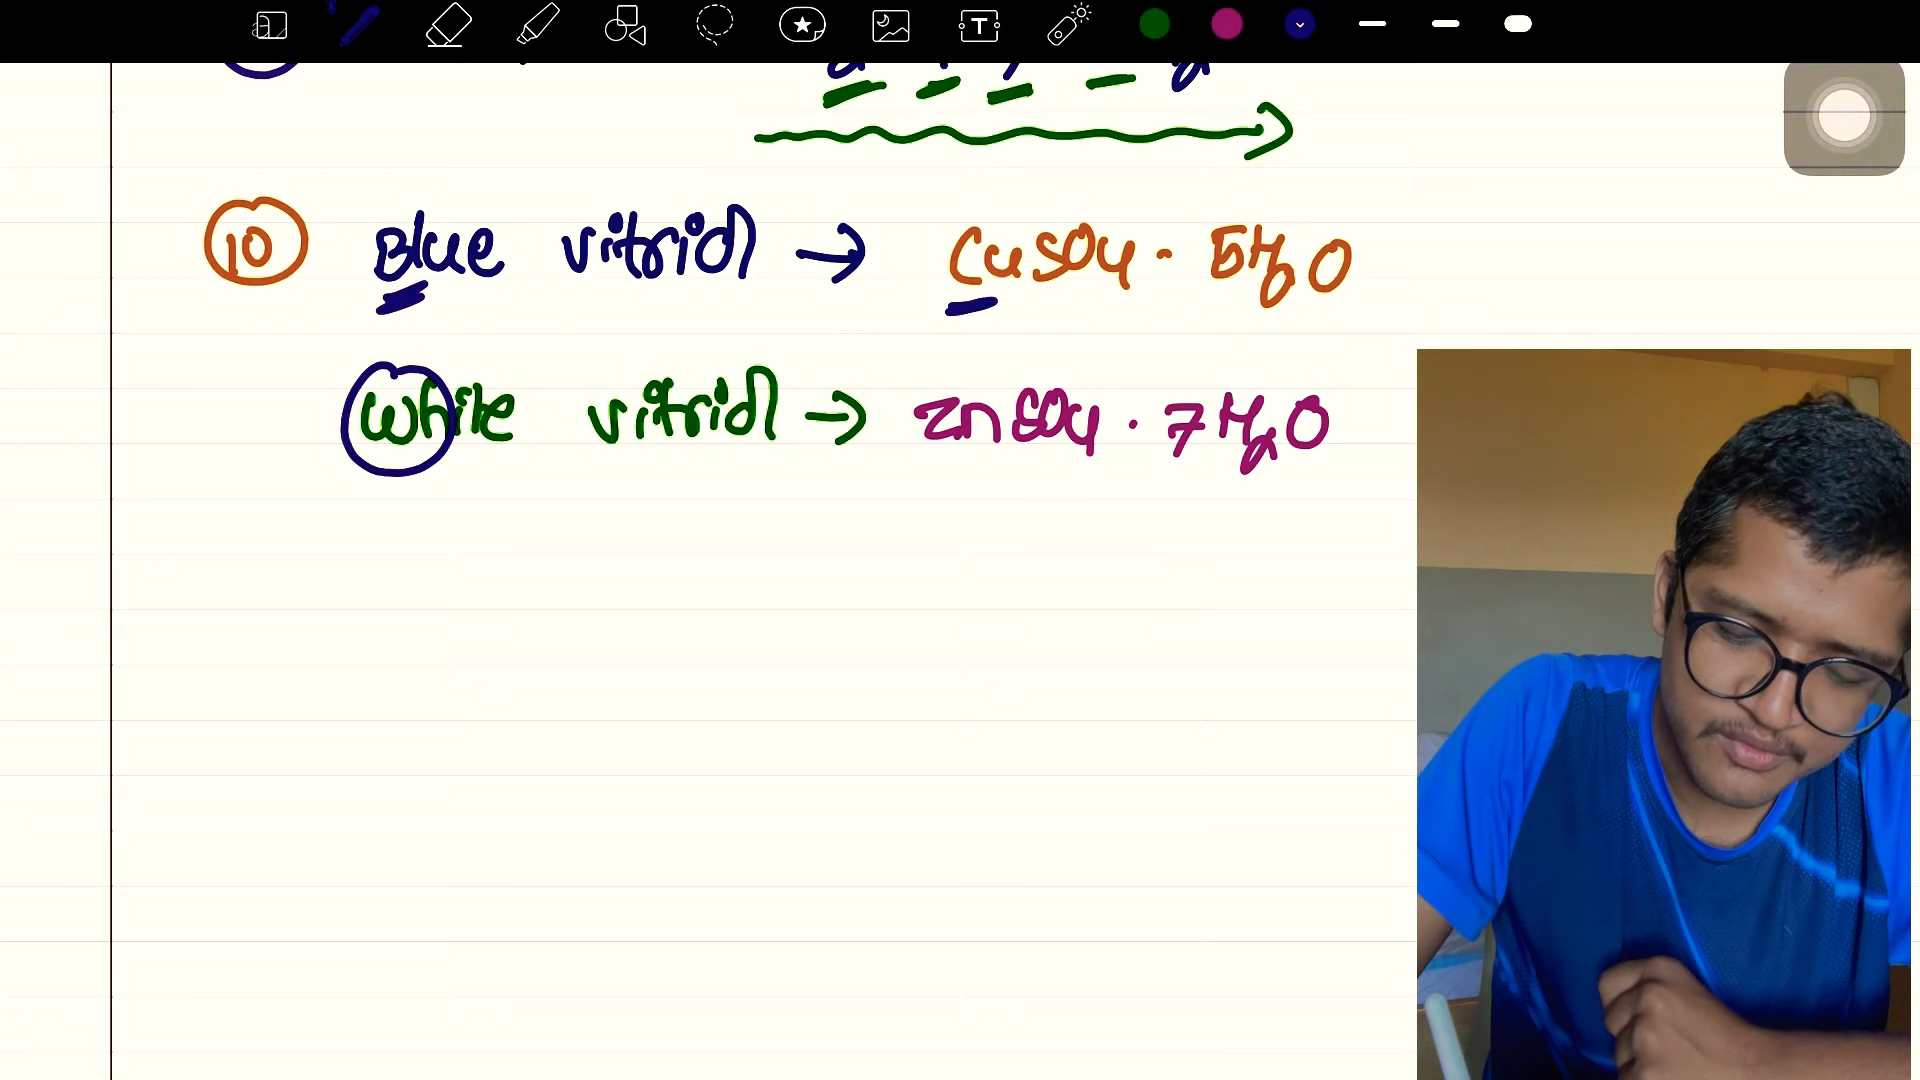 10 Blue vitriol → CuSO4 · 5H2O
White vitriol → ZnSO4 · 7H2O